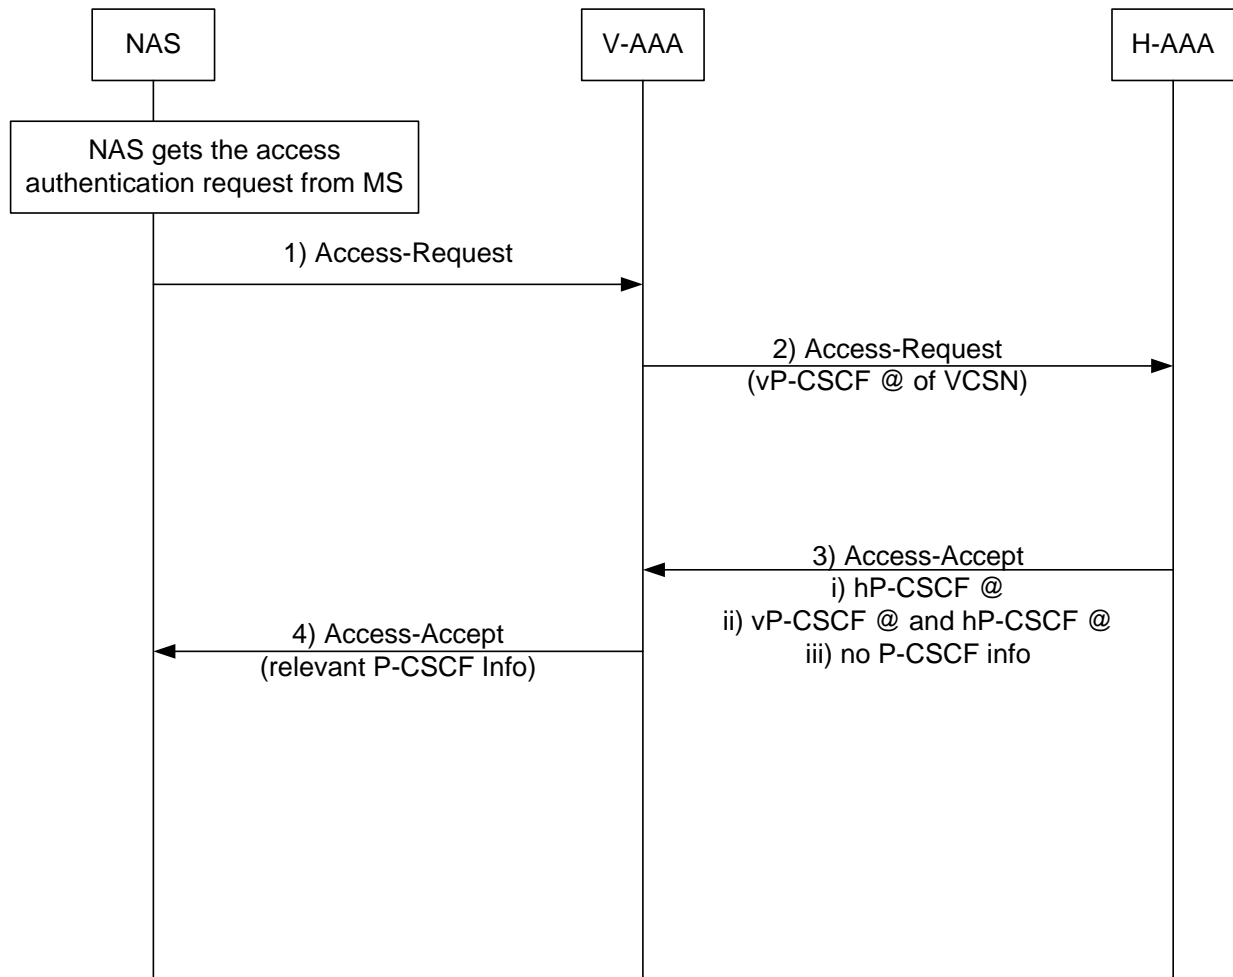 NAS
V-AAA
H-AAA
NAS gets the access
authentication request from MS
1) Access-Request
2) Access-Request
(vP-CSCF @ of VCSN)
3) Access-Accept
i) hP-CSCF @
ii) vP-CSCF @ and hP-CSCF @
iii) no P-CSCF info
4) Access-Accept
(relevant P-CSCF Info)